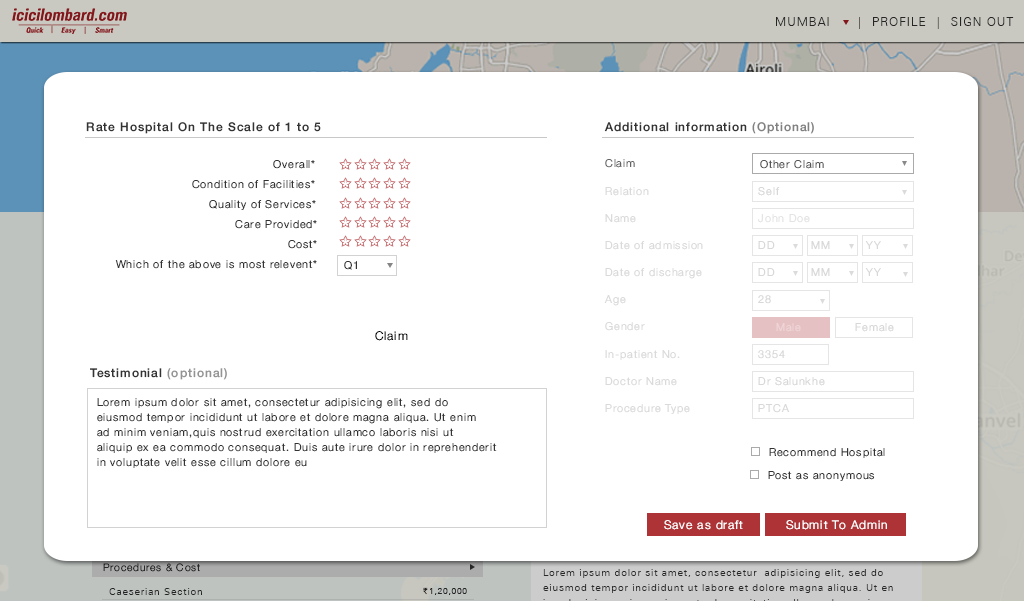 icicilombard.com
Quick | Easy | Smart
MUMBAI | PROFILE | SIGN OUT
Airoli
Rate Hospital On The Scale of 1 to 5
Overall*
Condition of Facilities*
Quality of Services*
Care Provided*
Cost*
Which of the above is most relevent* Q1
Claim
Testimonial (optional)
Lorem ipsum dolor sit amet, consectetur adipisicing elit, sed do
eiusmod tempor incididunt ut labore et dolore magna aliqua. Ut enim
ad minim veniam,quis nostrud exercitation ullamco laboris nisi ut
aliquip ex ea commodo consequat. Duis aute irure dolor in reprehenderit
in voluptate velit esse cillum dolore eu
Additional information (Optional)
Claim Other Claim
Relation Self
Name John Doe
Date of admission DD MM YY
Date of discharge DD MM YY
Age 28
Gender Male Female
In-patient No. 3354
Doctor Name Dr Salunkhe
Procedure Type PTCA
Recommend Hospital
Post as anonymous
Save as draft Submit To Admin
Procedures & Cost
Caeserian Section ₹1,20,000
Lorem ipsum dolor sit amet, consectetur adipisicing elit, sed do
eiusmod tempor incididunt ut labore et dolore magna aliqua. Ut en